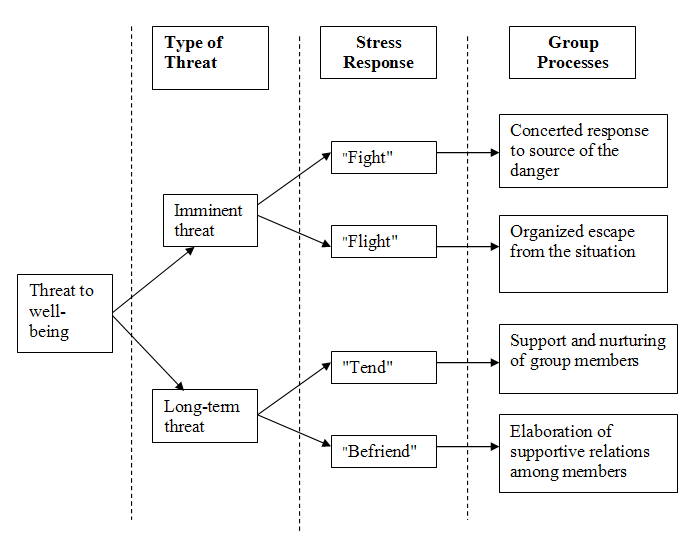 Type of
Threat
Stress
Response
Group
Processes
Threat to
well-
being
Imminent
threat
Long-term
threat
"Fight"
"Flight"
"Tend"
"Befriend"
Concerted response
to source of the
danger
Organized escape
from the situation
Support and nurturing
of group members
Elaboration of
supportive relations
among members